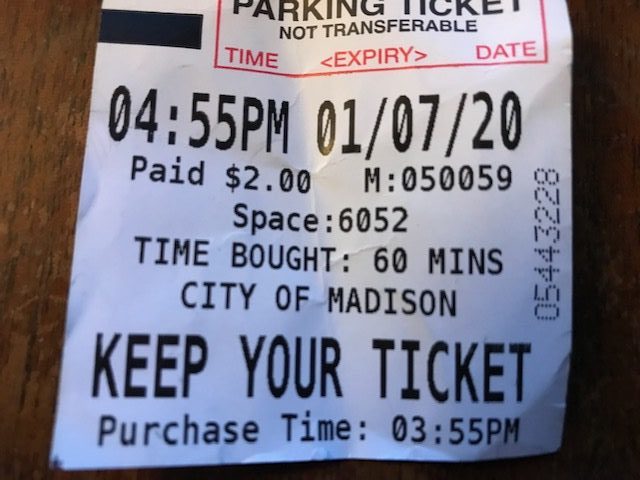 PARKING TICKET
NOT TRANSFERABLE
TIME <EXPIRY> DATE
04:55PM 01/07/20
Paid $2.00 M:050059
Space:6052
TIME BOUGHT: 60 MINS
CITY OF MADISON
KEEP YOUR TICKET
Purchase Time: 03:55PM
05443228